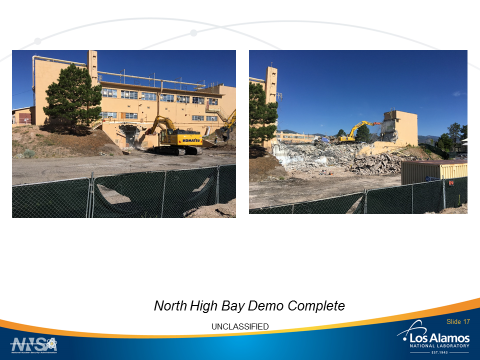 KOMATSU
North High Bay Demo Complete
UNCLASSIFIED
Slide 17
NNSA
Los Alamos
NATIONAL LABORATORY
EST. 1943